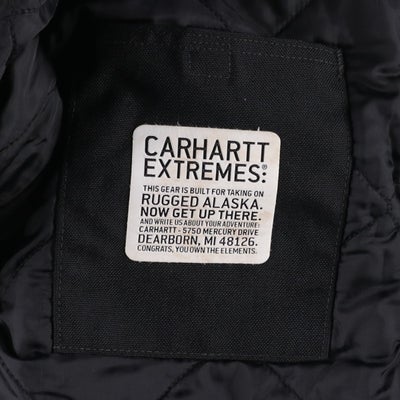 CARHARTT
EXTREMES®:
THIS GEAR IS BUILT FOR TAKING ON
RUGGED ALASKA.
NOW GET UP THERE.
AND WRITE US ABOUT YOUR ADVENTURE:
CARHARTT - 5750 MERCURY DRIVE
DEARBORN, MI 48126.
CONGRATS, YOU OWN THE ELEMENTS.